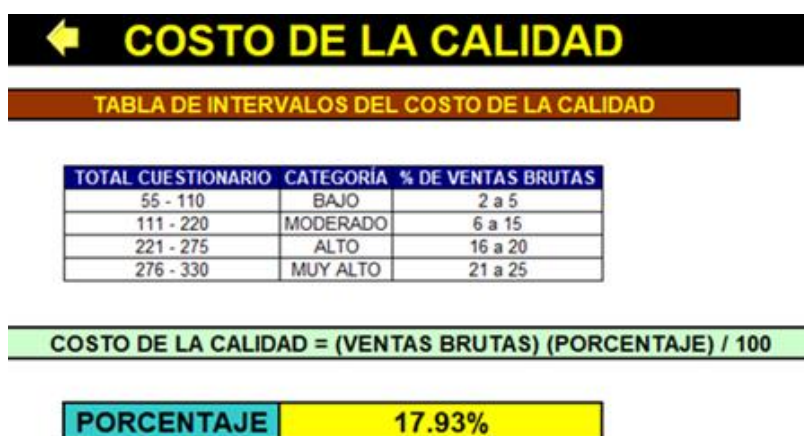 COSTO DE LA CALIDAD
TABLA DE INTERVALOS DEL COSTO DE LA CALIDAD
TOTAL CUESTIONARIO CATEGORÍA % DE VENTAS BRUTAS
55 - 110 BAJO 2 a 5
111 - 220 MODERADO 6 a 15
221 - 275 ALTO 16 a 20
276 - 330 MUY ALTO 21 a 25
COSTO DE LA CALIDAD = (VENTAS BRUTAS) (PORCENTAJE) / 100
PORCENTAJE 17.93%